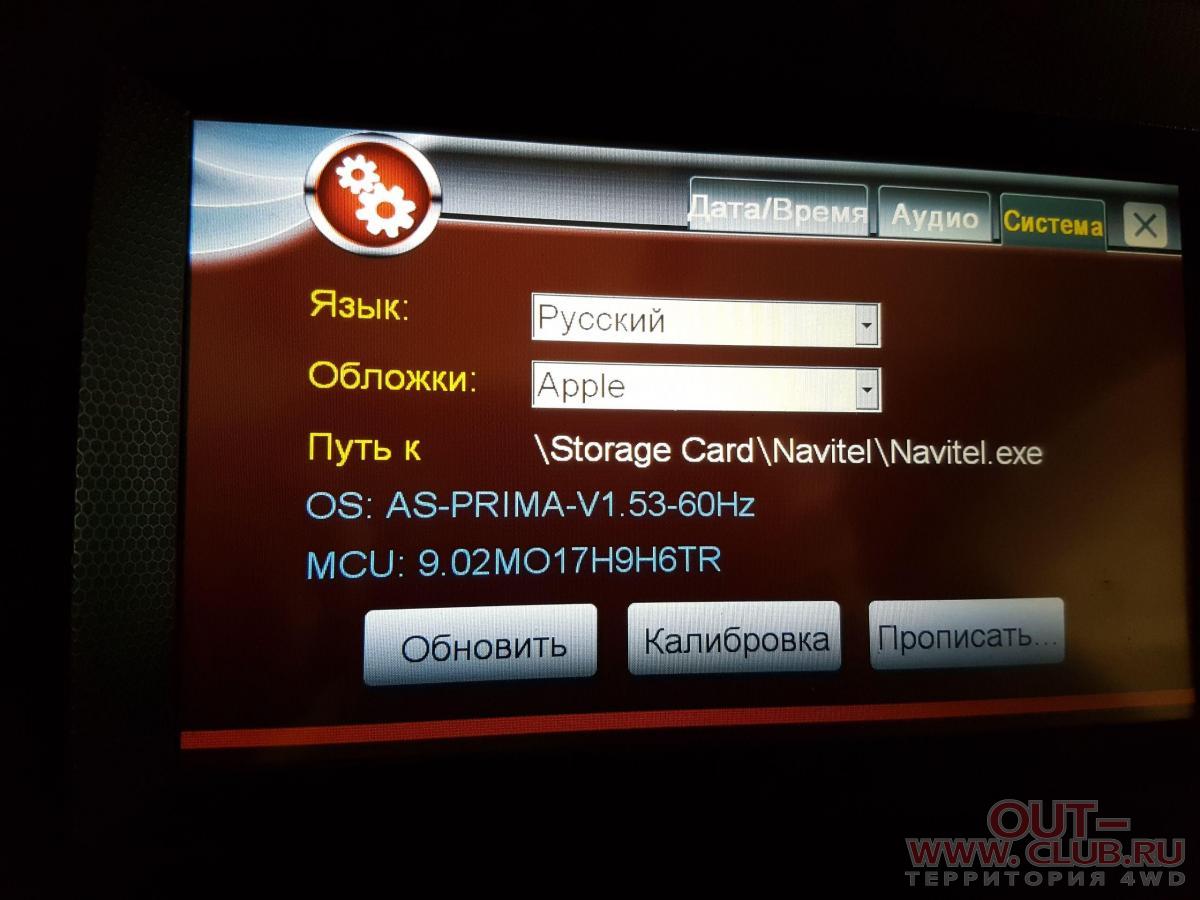 Дата/Время Аудио Система
Язык: Русский
Обложки: Apple
Путь к \Storage Card\Navitel\Navitel.exe
OS: AS-PRIMA-V1.53-60Hz
MCU: 9.02MO17H9H6TR
Обновить Калибровка Прописать...
OUT-
WWW.CLUB.RU
ТЕРРИТОРИЯ 4WD